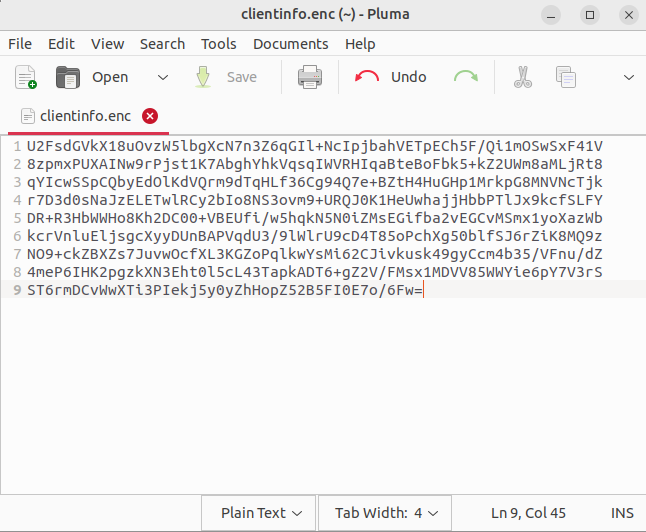 clientinfo.enc (~) - Pluma
File Edit View Search Tools Documents Help
Open Save Undo
clientinfo.enc
1 U2FsdGVkX18uOvzW5lbgXcN7n3Z6qGIl+NcIpjbahVETpECh5F/Qi1mOSwSxF41V
2 8zpmxPUXAINw9rPjst1K7AbghYhkVqsqIWVRHIqaBteBoFbk5+kZ2UWm8aMLjRt8
3 qYIcwSSpCQbyEdOlKdVQrm9dTqHLf36Cg94Q7e+BZtH4HuGHp1MrkpG8MNVNcTjk
4 r7D3d0sNaJzELETwlRCy2bIo8NS3ovm9+URQJ0K1HeUwhajjHbbPTlJx9kcfSLFY
5 DR+R3HbWWHo8Kh2DC00+VBEUfi/w5hqkN5N0iZMsEGifba2vEGCvMSmx1yoXazWb
6 kcrVnluEljsgcXyyDUnBAPVqdU3/9lWlrU9cD4T85oPchXg50blfSJ6rZiK8MQ9z
7 NO9+ckZBXZs7JuvwOcfXL3KGZoPqlkwYsMi62CJivkusk49gyCcm4b35/VFnu/dZ
8 4meP6IHK2pgzkXN3Eht0l5cL43TapkADT6+gZ2V/FMsx1MDVV85WWYie6pY7V3rS
9 ST6rmDCvWwXTi3PIekj5y0yZhHopZ52B5FI0E7o/6Fw=
Plain Text Tab Width: 4 Ln 9, Col 45 INS